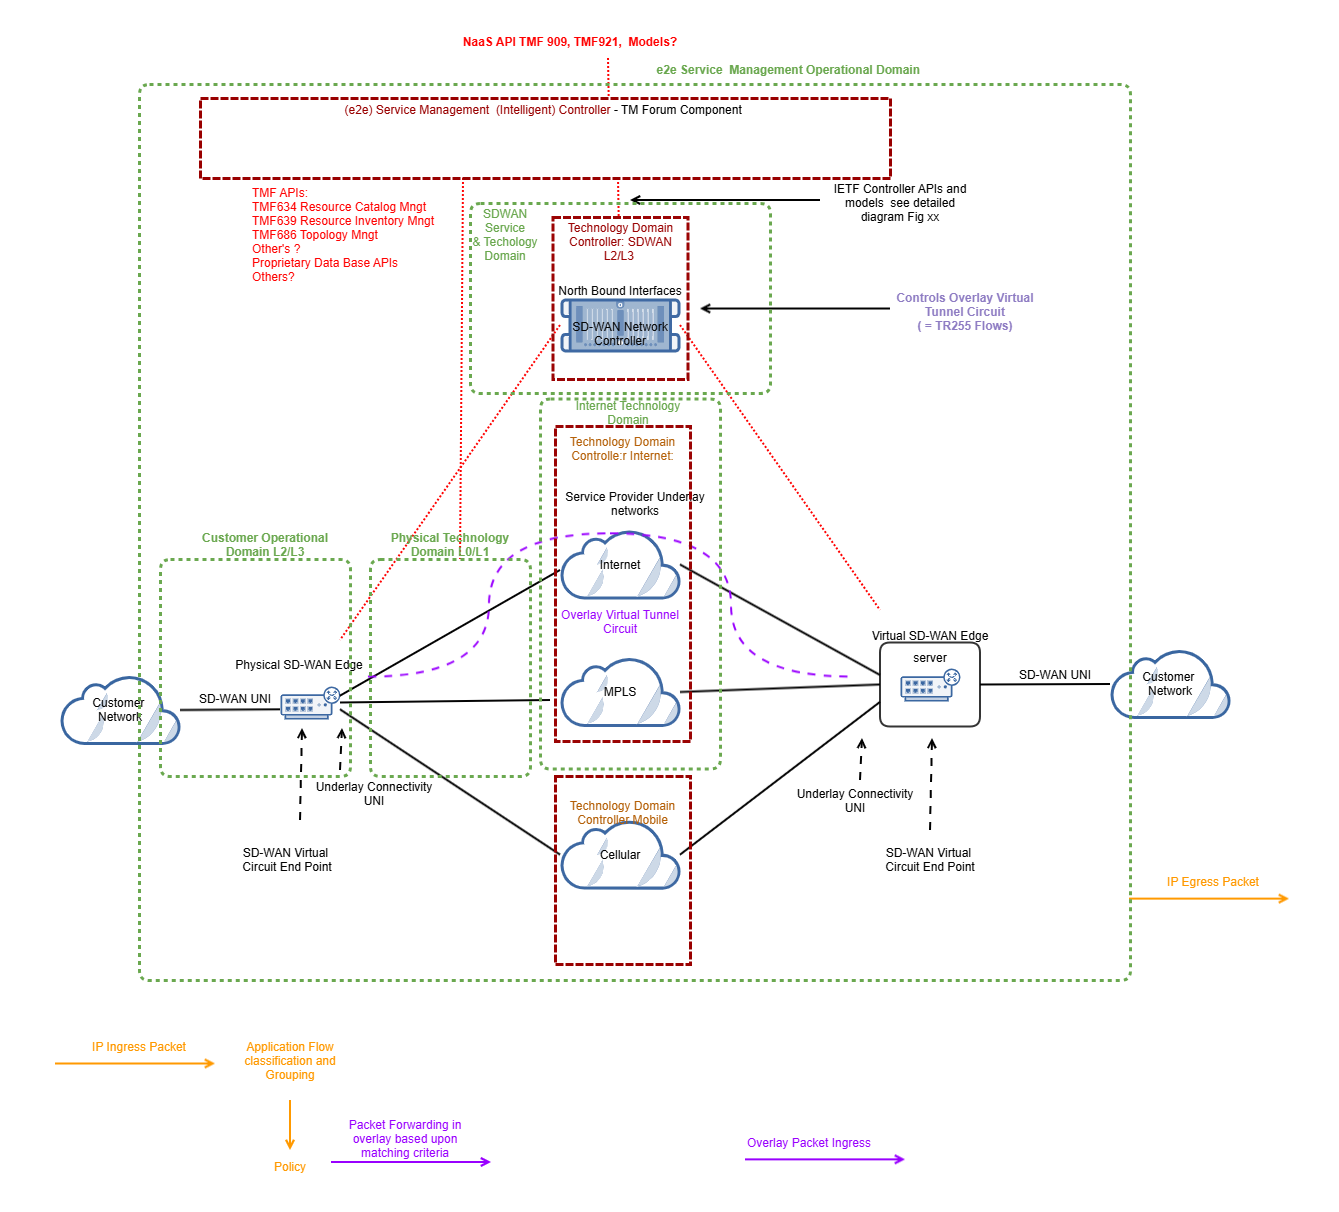 NaaS API TMF 909, TMF921,  Models?
e2e Service  Management Operational Domain
(e2e) Service Management  (Intelligent) Controller - TM Forum Component
TMF APIs:
TMF634 Resource Catalog Mngt
TMF639 Resource Inventory Mngt
TMF686 Topology Mngt
Other's ?
Proprietary Data Base APIs
Others?
IETF Controller APIs and
models  see detailed
diagram Fig xx
SDWAN
Service
& Techology
Domain
Technology Domain
Controller: SDWAN
L2/L3
North Bound Interfaces
SD-WAN Network
Controller
Controls Overlay Virtual
Tunnel Circuit
( = TR255 Flows)
Internet Technology
Domain
Technology Domain
Controlle:r Internet:
Service Provider Underlay
networks
Customer Operational
Domain L2/L3
Physical Technology
Domain L0/L1
Internet
Overlay Virtual Tunnel
Circuit
Virtual SD-WAN Edge
server
Physical SD-WAN Edge
Customer
Network
SD-WAN UNI
MPLS
SD-WAN UNI
Customer
Network
Underlay Connectivity
UNI
Underlay Connectivity
UNI
Technology Domain
Controller Mobile
Cellular
SD-WAN Virtual
Circuit End Point
SD-WAN Virtual
Circuit End Point
IP Egress Packet
IP Ingress Packet
Application Flow
classification and
Grouping
Packet Forwarding in
overlay based upon
matching criteria
Policy
Overlay Packet Ingress